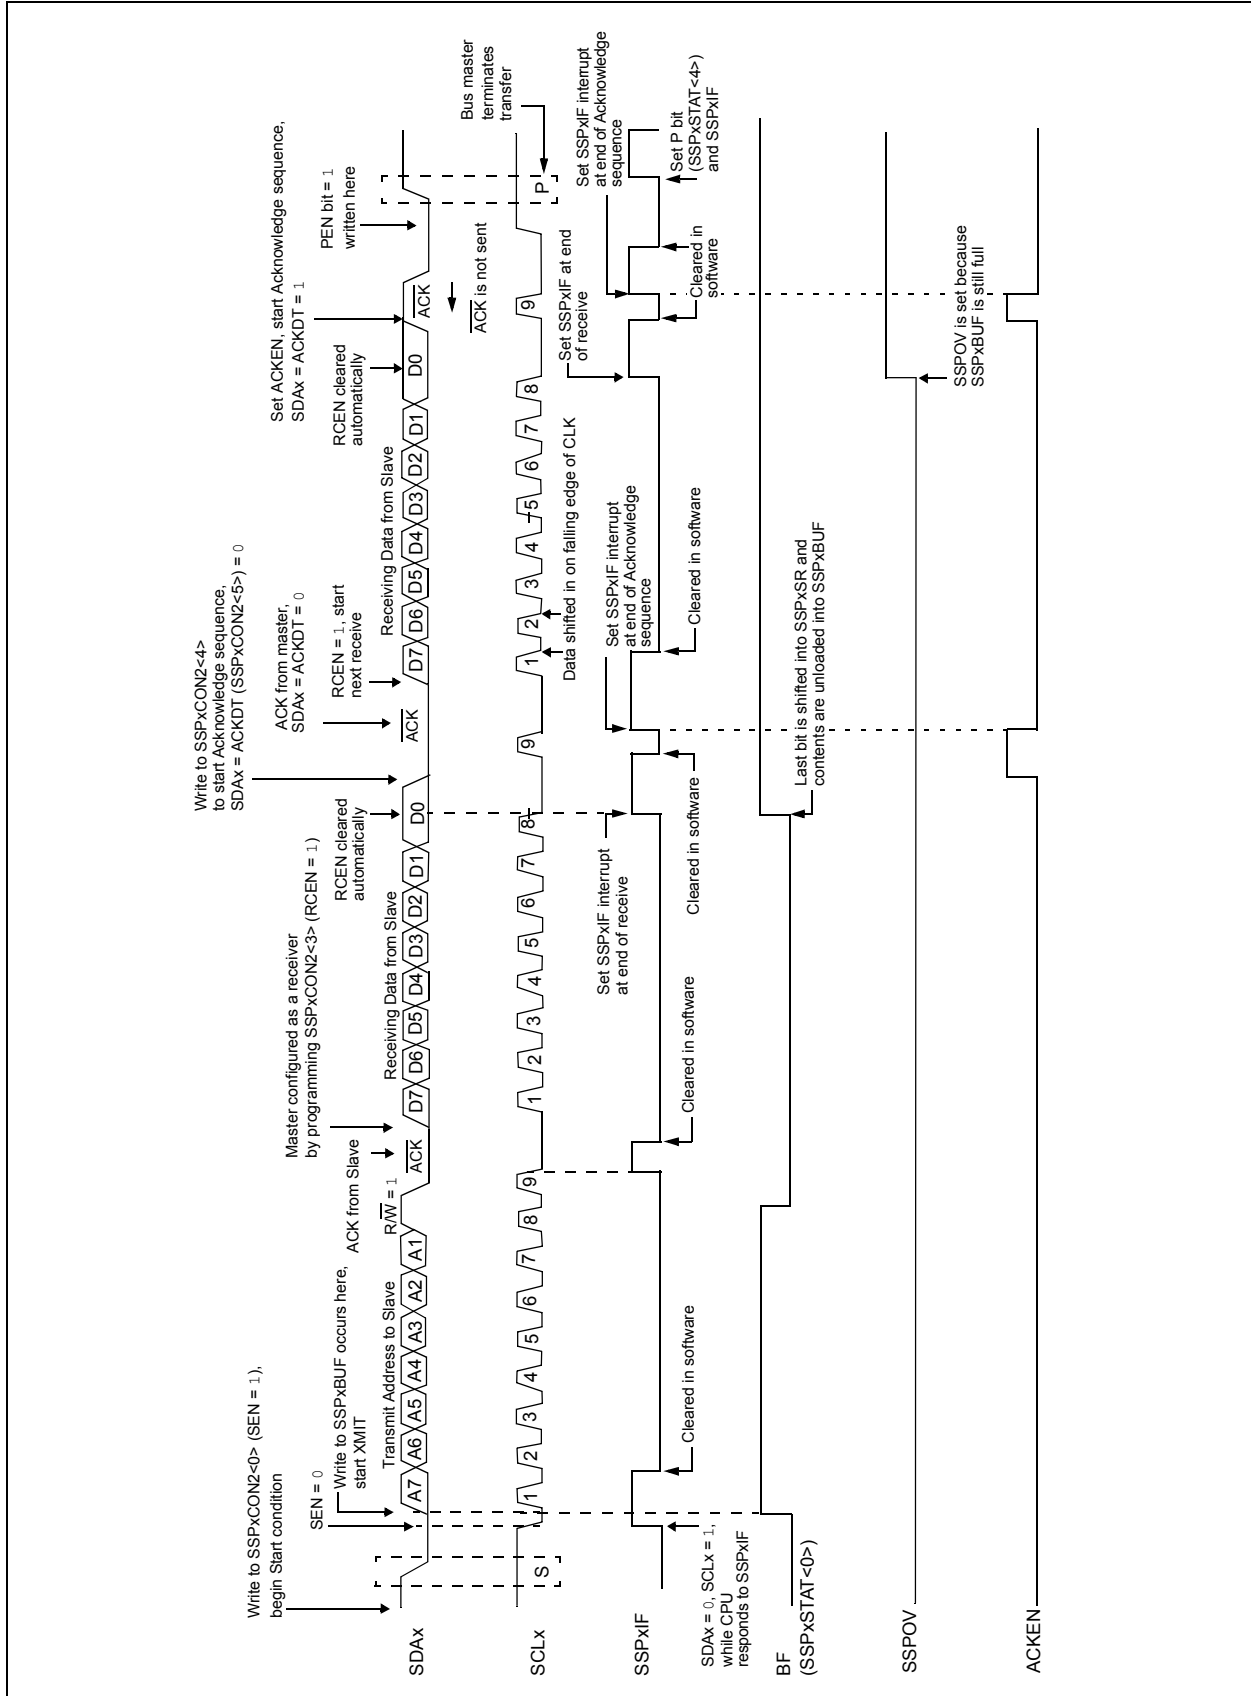 Write to SSPxCON2<0> (SEN = 1),
begin Start condition
SEN = 0
Write to SSPxBUF occurs here,
start XMIT
Transmit Address to Slave
R/W = 1
ACK from Slave
Master configured as a receiver
by programming SSPxCON2<3> (RCEN = 1)
Receiving Data from Slave
RCEN cleared
automatically
Write to SSPxCON2<4>
to start Acknowledge sequence,
SDAx = ACKDT (SSPxCON2<5>) = 0
ACK from master,
SDAx = ACKDT = 0
RCEN = 1, start
next receive
Receiving Data from Slave
RCEN cleared
automatically
Set ACKEN, start Acknowledge sequence,
SDAx = ACKDT = 1
PEN bit = 1
written here
SDAx
A7 A6 A5 A4 A3 A2 A1
ACK
D7 D6 D5 D4 D3 D2 D1 D0
ACK
D7 D6 D5 D4 D3 D2 D1 D0
ACK
ACK is not sent
Bus master
terminates
transfer
SCLx
S
1 2 3 4 5 6 7 8 9
1 2 3 4 5 6 7 8 9
1 2 3 4 5 6 7 8 9
P
Data shifted in on falling edge of CLK
SSPxIF
SDAx = 0, SCLx = 1,
while CPU
responds to SSPxIF
Cleared in software
Cleared in software
Set SSPxIF interrupt
at end of receive
Cleared in software
Set SSPxIF interrupt
at end of Acknowledge
sequence
Cleared in software
Set SSPxIF at end
of receive
Cleared in
software
Set SSPxIF interrupt
at end of Acknowledge
sequence
Set P bit
(SSPxSTAT<4>)
and SSPxIF
BF
(SSPxSTAT<0>)
Last bit is shifted into SSPxSR and
contents are unloaded into SSPxBUF
SSPOV
SSPOV is set because
SSPxBUF is still full
ACKEN